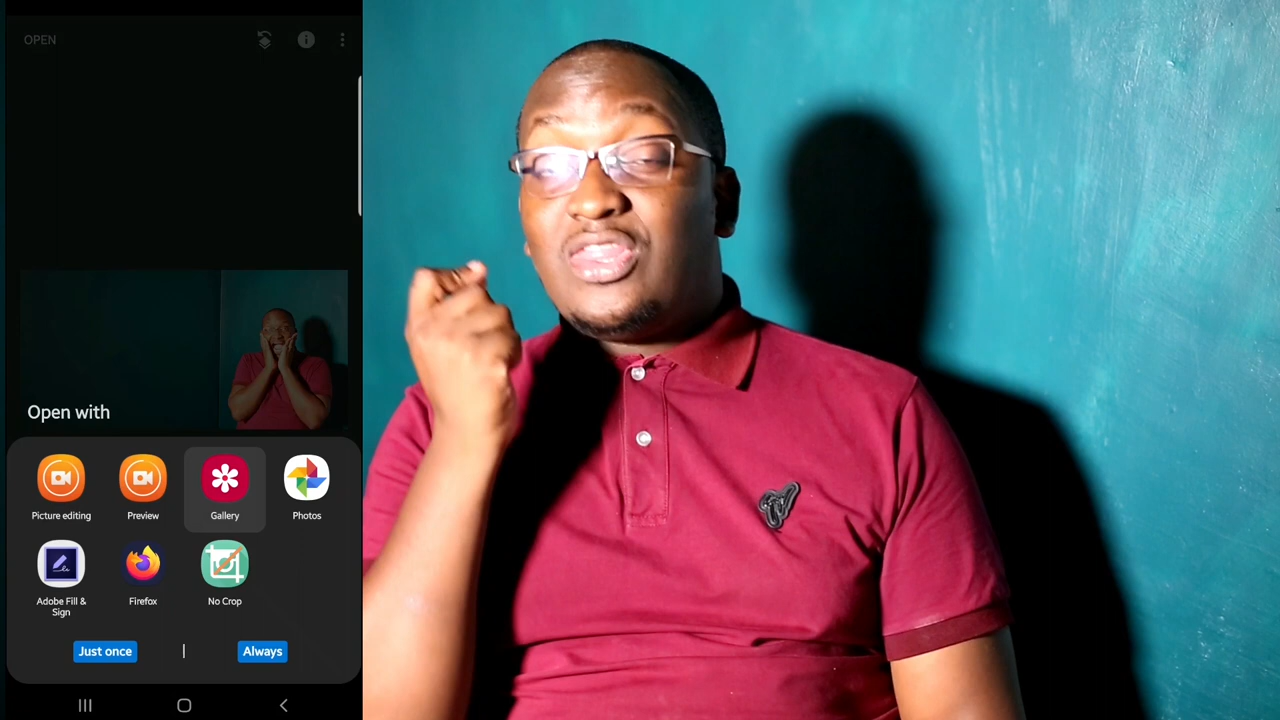 OPEN
Open with
Picture editing
Preview
Gallery
Photos
Adobe Fill &
Sign
Firefox
No Crop
Just once | Always